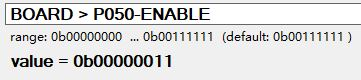 BOARD > P050-ENABLE
range: 0b00000000 ... 0b00111111 (default: 0b00111111 )
value = 0b00000011